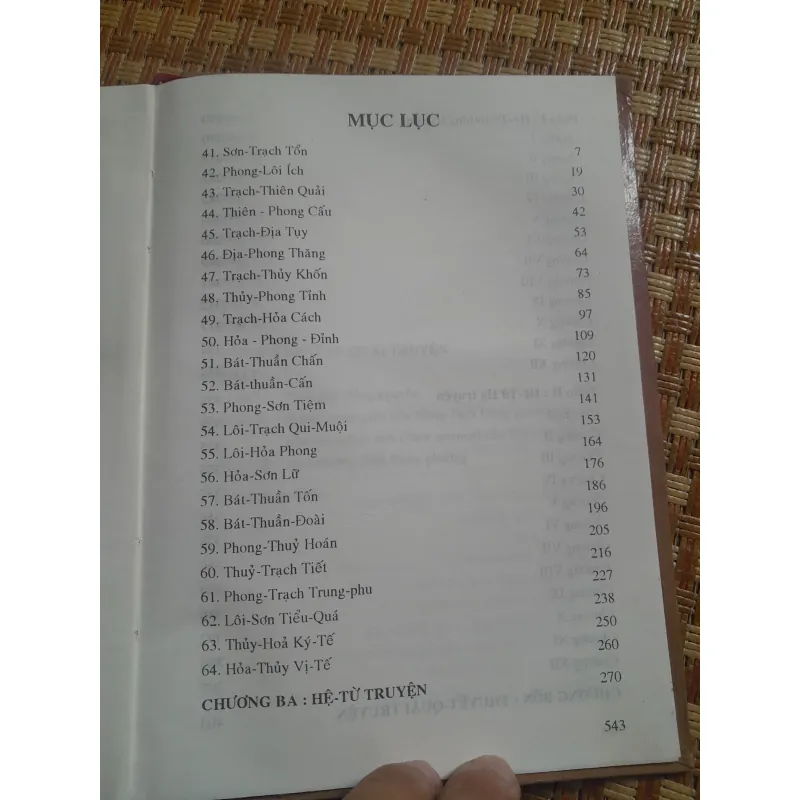 MỤC LỤC
41. Sơn-Trạch Tổn 7
42. Phong-Lôi Ích 19
43. Trạch-Thiên Quải 30
44. Thiên - Phong Cấu 42
45. Trạch-Địa Tụy 53
46. Địa-Phong Thăng 64
47. Trạch-Thủy Khốn 73
48. Thủy-Phong Tỉnh 85
49. Trạch-Hỏa Cách 97
50. Hỏa - Phong - Đỉnh 109
51. Bát-Thuần Chấn 120
52. Bát-thuần-Cấn 131
53. Phong-Sơn Tiệm 141
54. Lôi-Trạch Qui-Muội 153
55. Lôi-Hỏa Phong 164
56. Hỏa-Sơn Lữ 176
57. Bát-Thuần Tốn 186
58. Bát-Thuần-Đoài 196
59. Phong-Thuỷ Hoán 205
60. Thuỷ-Trạch Tiết 216
61. Phong-Trạch Trung-phu 227
62. Lôi-Sơn Tiểu-Quá 238
63. Thủy-Hoả Ký-Tế 250
64. Hỏa-Thủy Vị-Tế 260
CHƯƠNG BA : HỆ-TỪ TRUYỆN 270
543